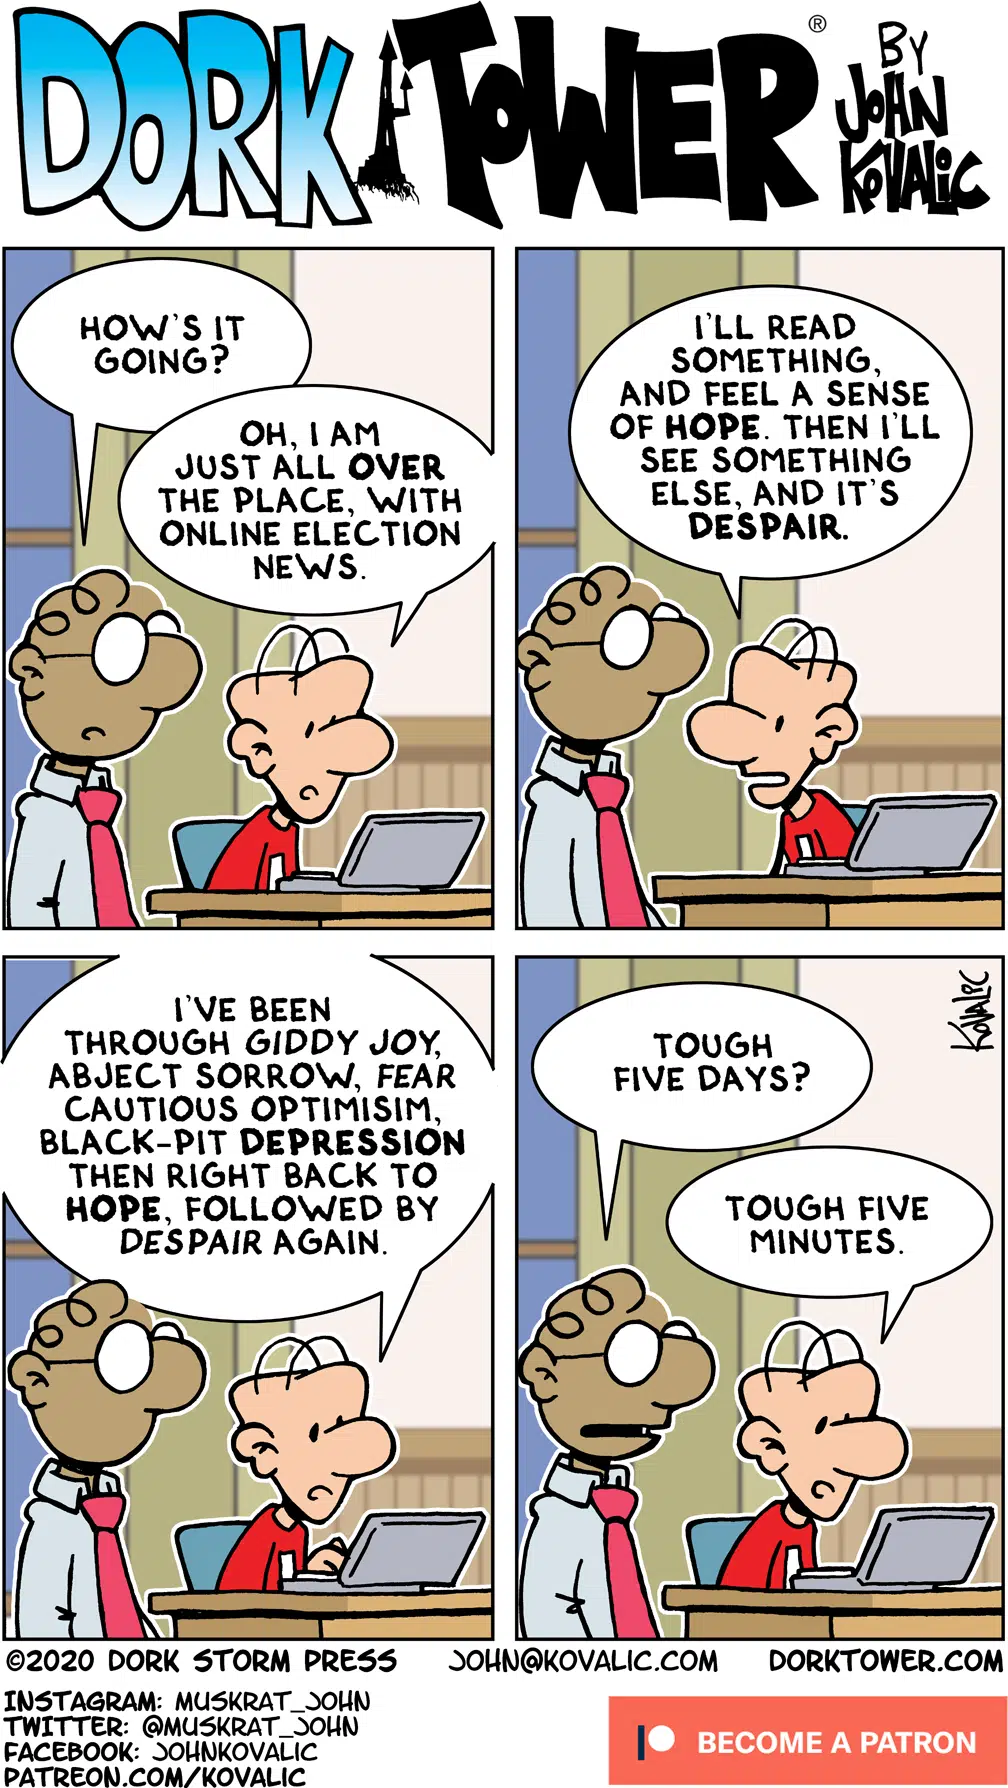 DORK TOWER ®
BY
JOHN
KOVALIC
HOW'S IT
GOING?
OH, I AM
JUST ALL OVER
THE PLACE, WITH
ONLINE ELECTION
NEWS.
I'LL READ
SOMETHING,
AND FEEL A SENSE
OF HOPE. THEN I'LL
SEE SOMETHING
ELSE, AND IT'S
DESPAIR.
I'VE BEEN
THROUGH GIDDY JOY,
ABJECT SORROW, FEAR
CAUTIOUS OPTIMISIM,
BLACK-PIT DEPRESSION
THEN RIGHT BACK TO
HOPE, FOLLOWED BY
DESPAIR AGAIN.
KOVALIC
TOUGH
FIVE DAYS?
TOUGH FIVE
MINUTES.
©2020 DORK STORM PRESS JOHN@KOVALIC.COM DORKTOWER.COM
INSTAGRAM: MUSKRAT_JOHN
TWITTER: @MUSKRAT_JOHN
FACEBOOK: JOHNKOVALIC
PATREON.COM/KOVALIC
BECOME A PATRON